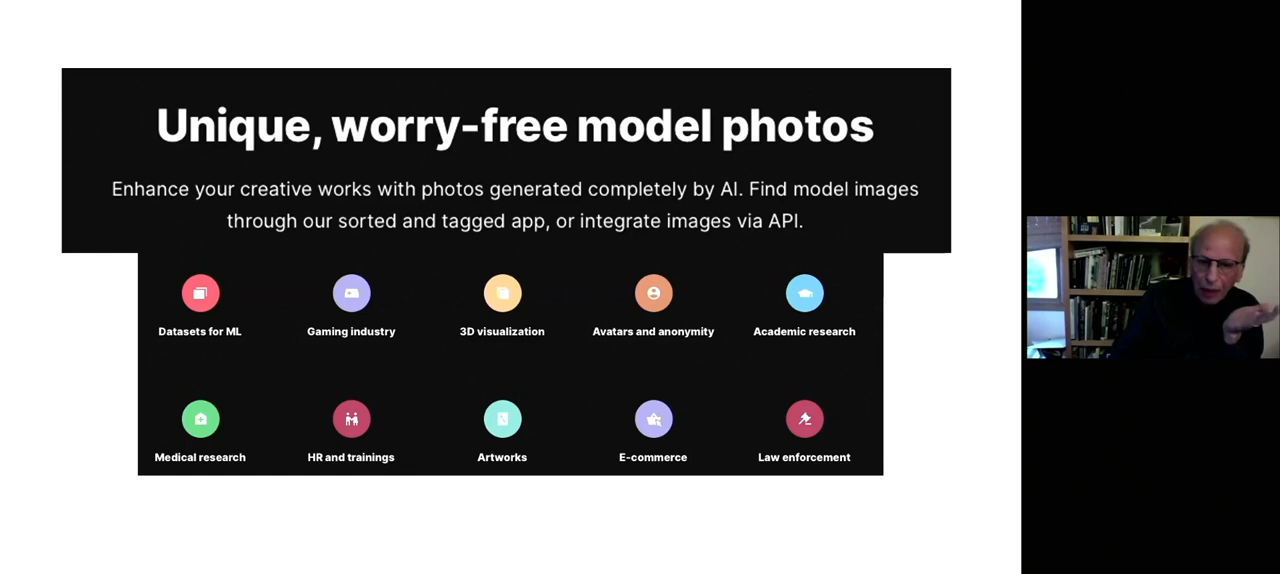 Unique, worry-free model photos
Enhance your creative works with photos generated completely by AI. Find model images
through our sorted and tagged app, or integrate images via API.
Datasets for ML
Gaming industry
3D visualization
Avatars and anonymity
Academic research
Medical research
HR and trainings
Artworks
E-commerce
Law enforcement